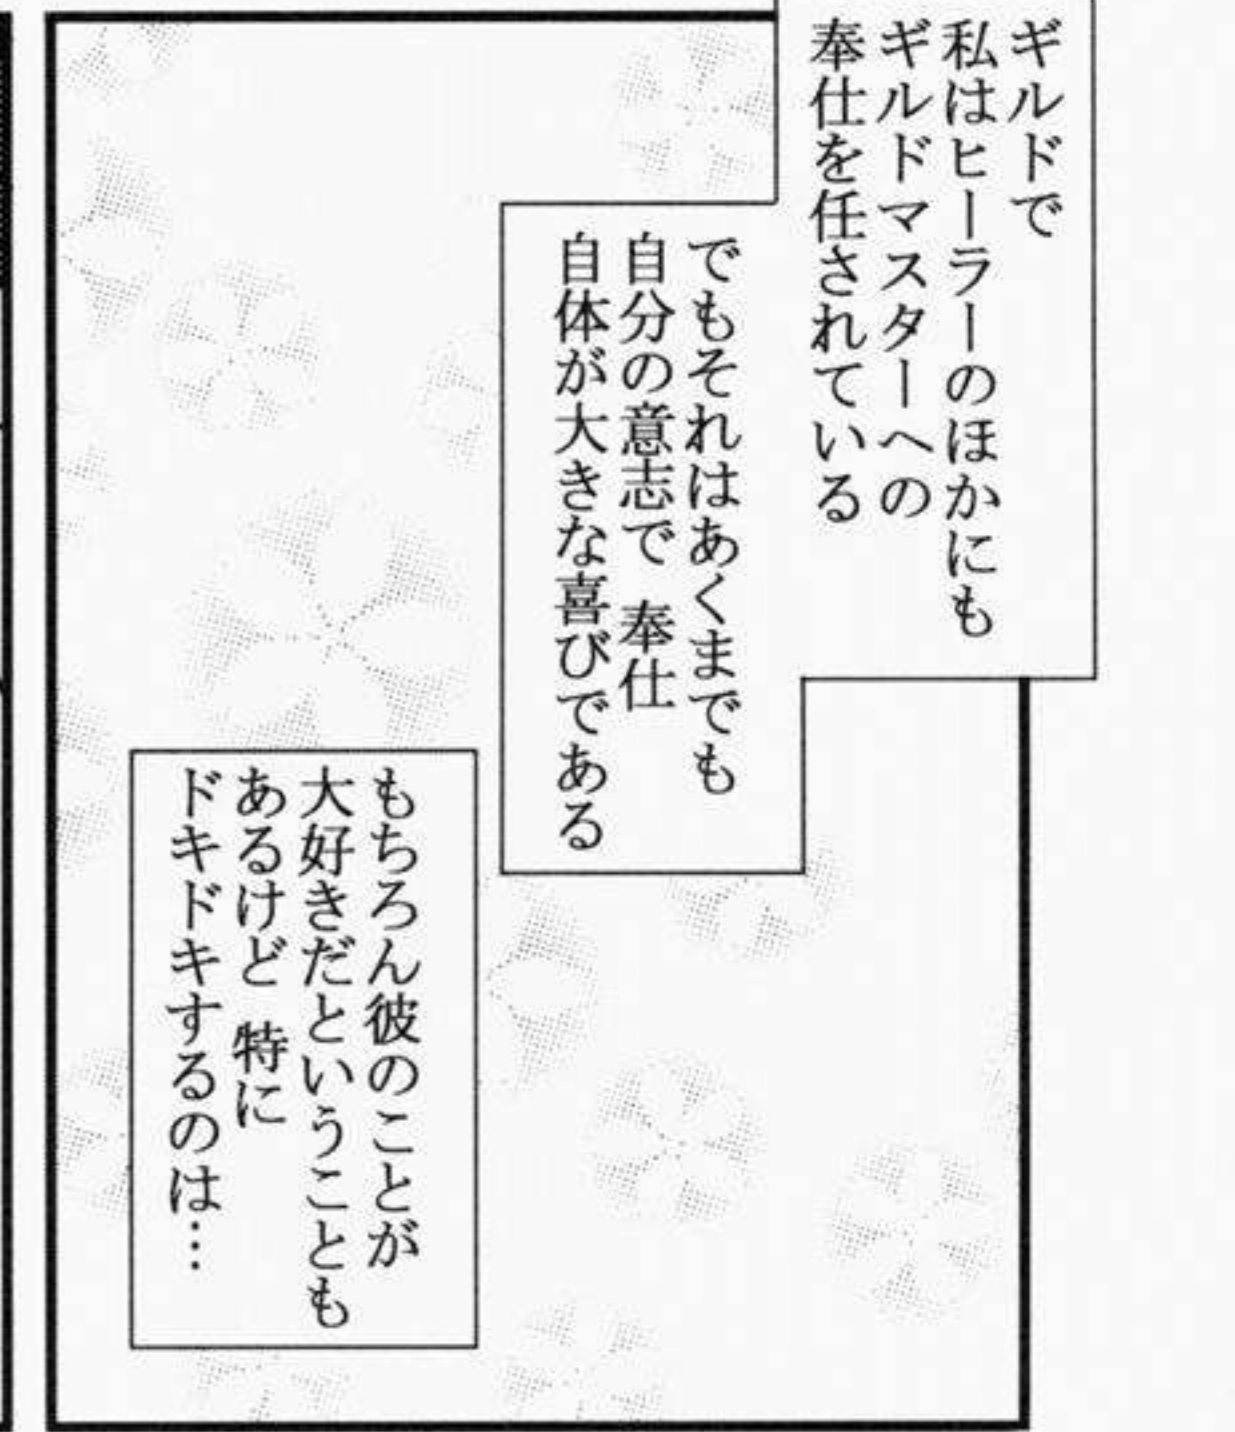 ギルドで
私はヒーラーのほかにも
ギルドマスターへの
奉仕を任されている
でもそれはあくまでも
自分の意志で 奉仕
自体が大きな喜びである
もちろん彼のことが
大好きだということも
あるけど 特に
ドキドキするのは…